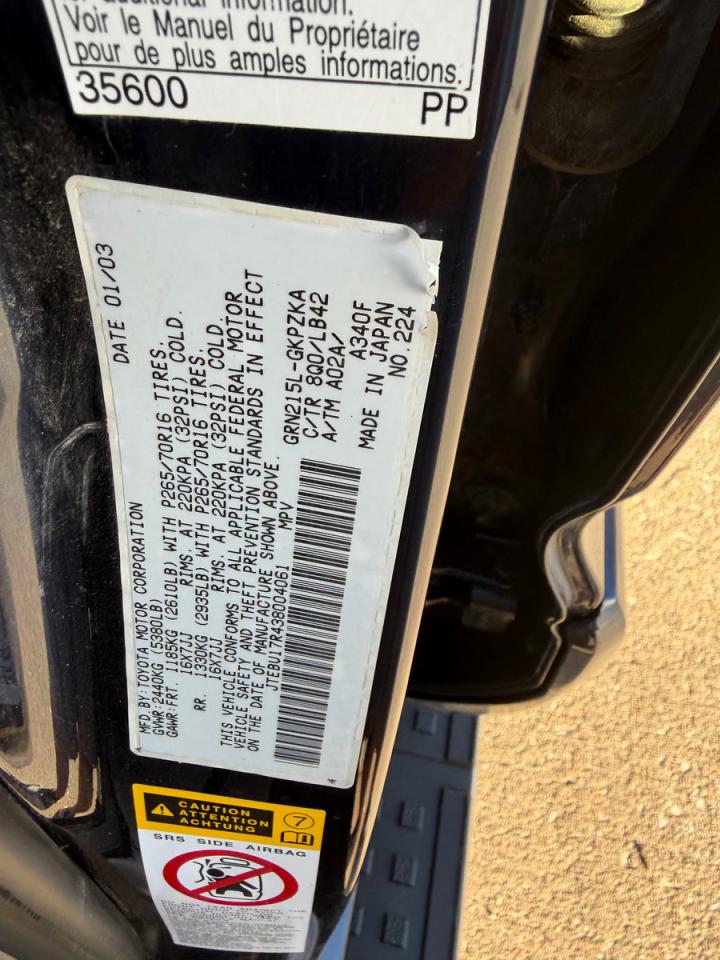 for additional information.
Voir le Manuel du Propriétaire
pour de plus amples informations.
35600 PP
DATE 01/03
MFD.BY:TOYOTA MOTOR CORPORATION
GVWR:2440KG (5380LB)
GAWR:FRT. 1185KG (2610LB) WITH P265/70R16 TIRES,
16X7JJ RIMS, AT 220KPA (32PSI) COLD.
RR. 1330KG (2935LB) WITH P265/70R16 TIRES,
16X7JJ RIMS, AT 220KPA (32PSI) COLD.
THIS VEHICLE CONFORMS TO ALL APPLICABLE FEDERAL MOTOR
VEHICLE SAFETY AND THEFT PREVENTION STANDARDS IN EFFECT
ON THE DATE OF MANUFACTURE SHOWN ABOVE.
JTEBU17R438004061 MPV
GRN215L-GKPZKA
C/TR 8Q0/LB42
A/TM A02A/ A340F
MADE IN JAPAN
NO.224
CAUTION
ATTENTION
ACHTUNG
7
SRS SIDE AIRBAG